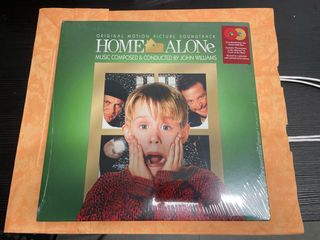 ORIGINAL MOTION PICTURE SOUNDTRACK
HOME ALONe
MUSIC COMPOSED & CONDUCTED BY JOHN WILLIAMS